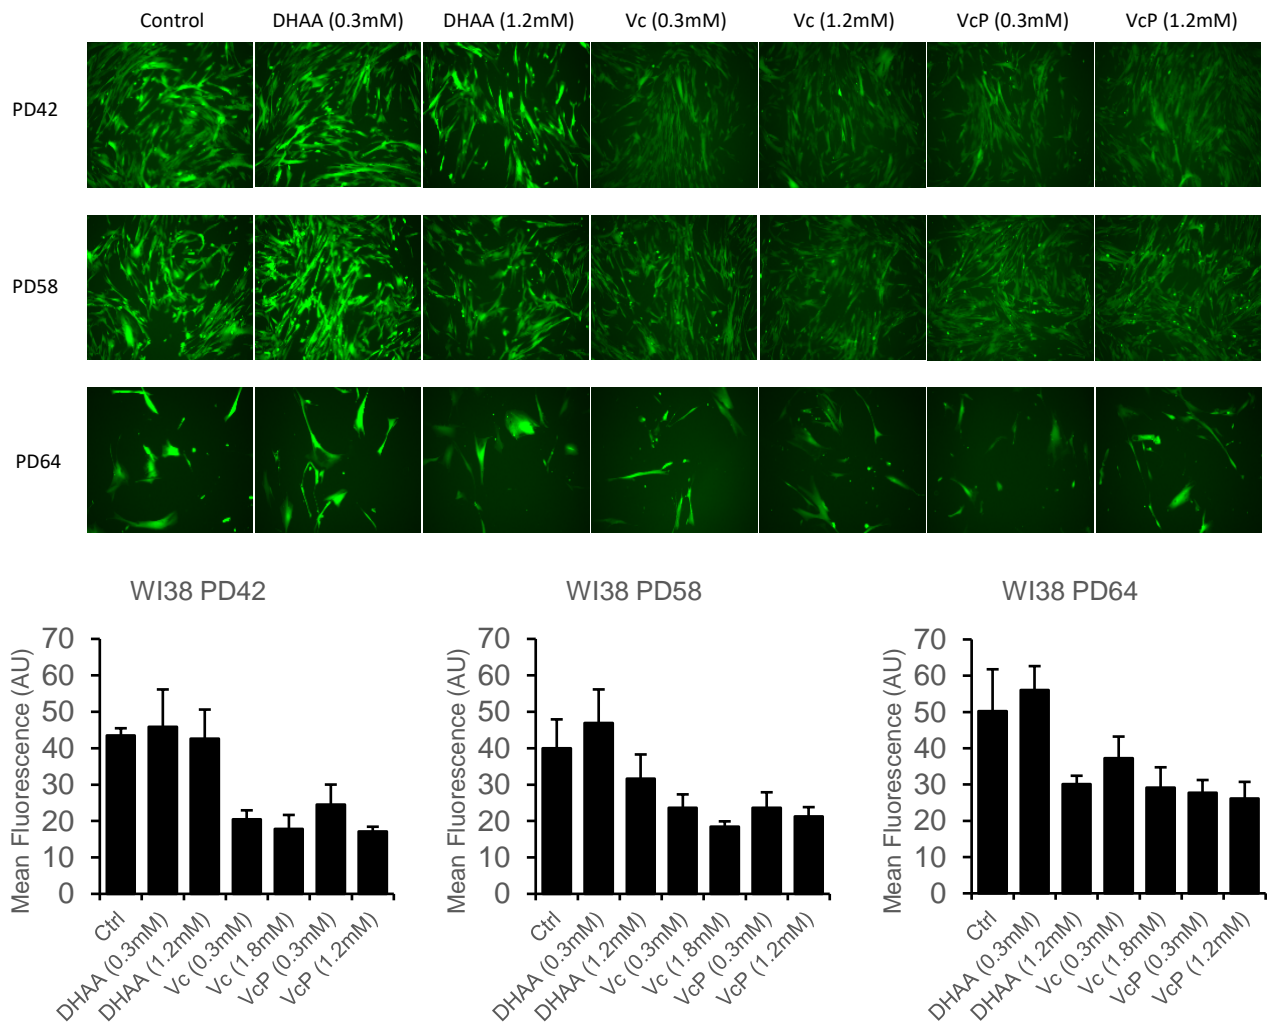 Control DHAA (0.3mM) DHAA (1.2mM) Vc (0.3mM) Vc (1.2mM) VcP (0.3mM) VcP (1.2mM)
PD42
PD58
PD64
WI38 PD42
Mean Fluorescence (AU)
70
60
50
40
30
20
10
0
Ctrl
DHAA (0.3mM)
DHAA (1.2mM)
Vc (0.3mM)
Vc (1.8mM)
VcP (0.3mM)
VcP (1.2mM)
WI38 PD58
Mean Fluorescence (AU)
70
60
50
40
30
20
10
0
Ctrl
DHAA (0.3mM)
DHAA (1.2mM)
Vc (0.3mM)
Vc (1.8mM)
VcP (0.3mM)
VcP (1.2mM)
WI38 PD64
Mean Fluorescence (AU)
70
60
50
40
30
20
10
0
Ctrl
DHAA (0.3mM)
DHAA (1.2mM)
Vc (0.3mM)
Vc (1.8mM)
VcP (0.3mM)
VcP (1.2mM)